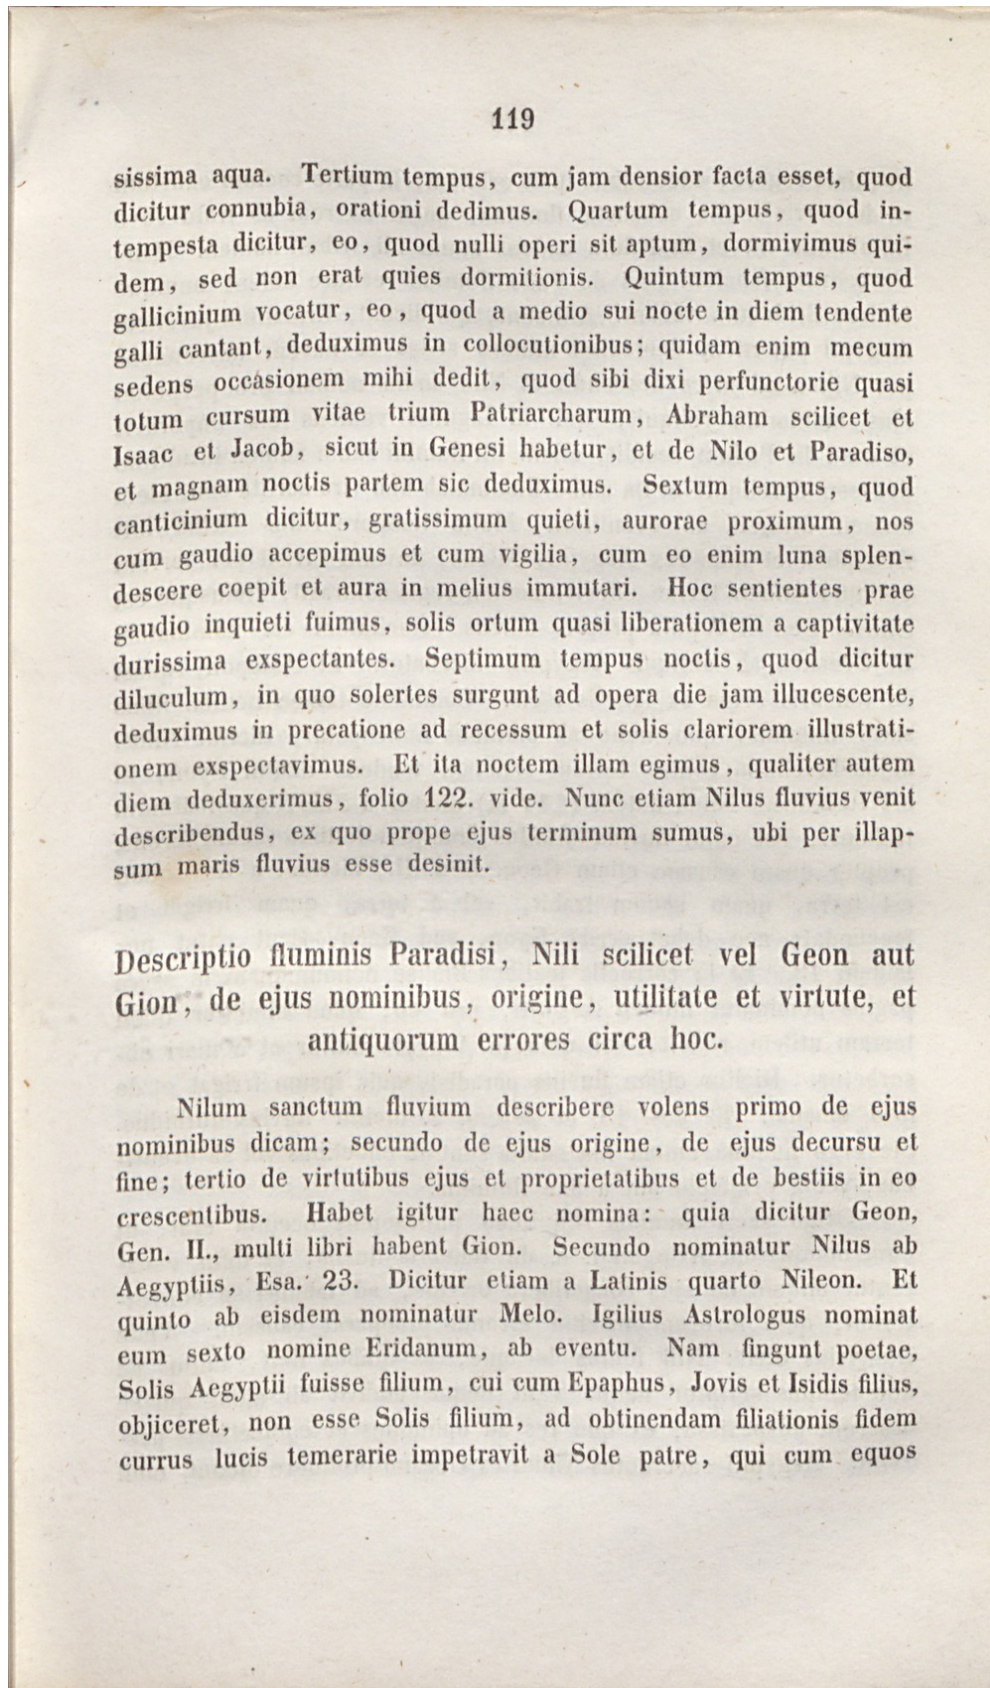 119
sissima aqua. Tertium tempus, cum jam densior facta esset, quod
dicitur connubia, orationi dedimus. Quartum tempus, quod in-
tempesta dicitur, eo, quod nulli operi sit aptum, dormivimus qui-
dem, sed non erat quies dormitionis. Quintum tempus, quod
gallicinium vocatur, eo, quod a medio sui nocte in diem tendente
galli cantant, deduximus in collocutionibus; quidam enim mecum
sedens occasionem mihi dedit, quod sibi dixi perfunctorie quasi
totum cursum vitae trium Patriarcharum, Abraham scilicet et
Isaac et Jacob, sicut in Genesi habetur, et de Nilo et Paradiso,
et magnam noctis partem sic deduximus. Sextum tempus, quod
canticinium dicitur, gratissimum quieti, aurorae proximum, nos
cum gaudio accepimus et cum vigilia, cum eo enim luna splen-
descere coepit et aura in melius immutari. Hoc sentientes prae
gaudio inquieti fuimus, solis ortum quasi liberationem a captivitate
durissima exspectantes. Septimum tempus noctis, quod dicitur
diluculum, in quo solertes surgunt ad opera die jam illucescente,
deduximus in precatione ad recessum et solis clariorem illustrati-
onem exspectavimus. Et ita noctem illam egimus, qualiter autem
diem deduxerimus, folio 122. vide. Nunc etiam Nilus fluvius venit
describendus, ex quo prope ejus terminum sumus, ubi per illap-
sum maris fluvius esse desinit.
Descriptio fluminis Paradisi, Nili scilicet vel Geon aut
Gion, de ejus nominibus, origine, utilitate et virtute, et
antiquorum errores circa hoc.
Nilum sanctum fluvium describere volens primo de ejus
nominibus dicam; secundo de ejus origine, de ejus decursu et
fine; tertio de virtutibus ejus et proprietatibus et de bestiis in eo
crescentibus. Habet igitur haec nomina: quia dicitur Geon,
Gen. II., multi libri habent Gion. Secundo nominatur Nilus ab
Aegyptiis, Esa. 23. Dicitur etiam a Latinis quarto Nileon. Et
quinto ab eisdem nominatur Melo. Igilius Astrologus nominat
eum sexto nomine Eridanum, ab eventu. Nam fingunt poetae,
Solis Aegyptii fuisse filium, cui cum Epaphus, Jovis et Isidis filius,
objiceret, non esse Solis filium, ad obtinendam filiationis fidem
currus lucis temerarie impetravit a Sole patre, qui cum equos